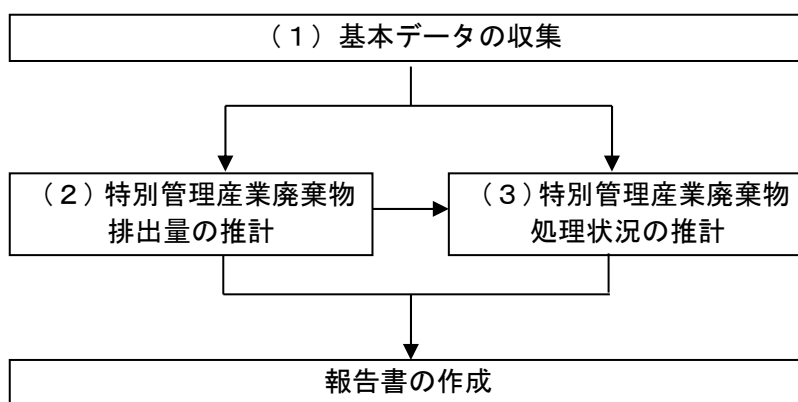 （１）基本データの収集
（２）特別管理産業廃棄物
排出量の推計
（３）特別管理産業廃棄物
処理状況の推計
報告書の作成